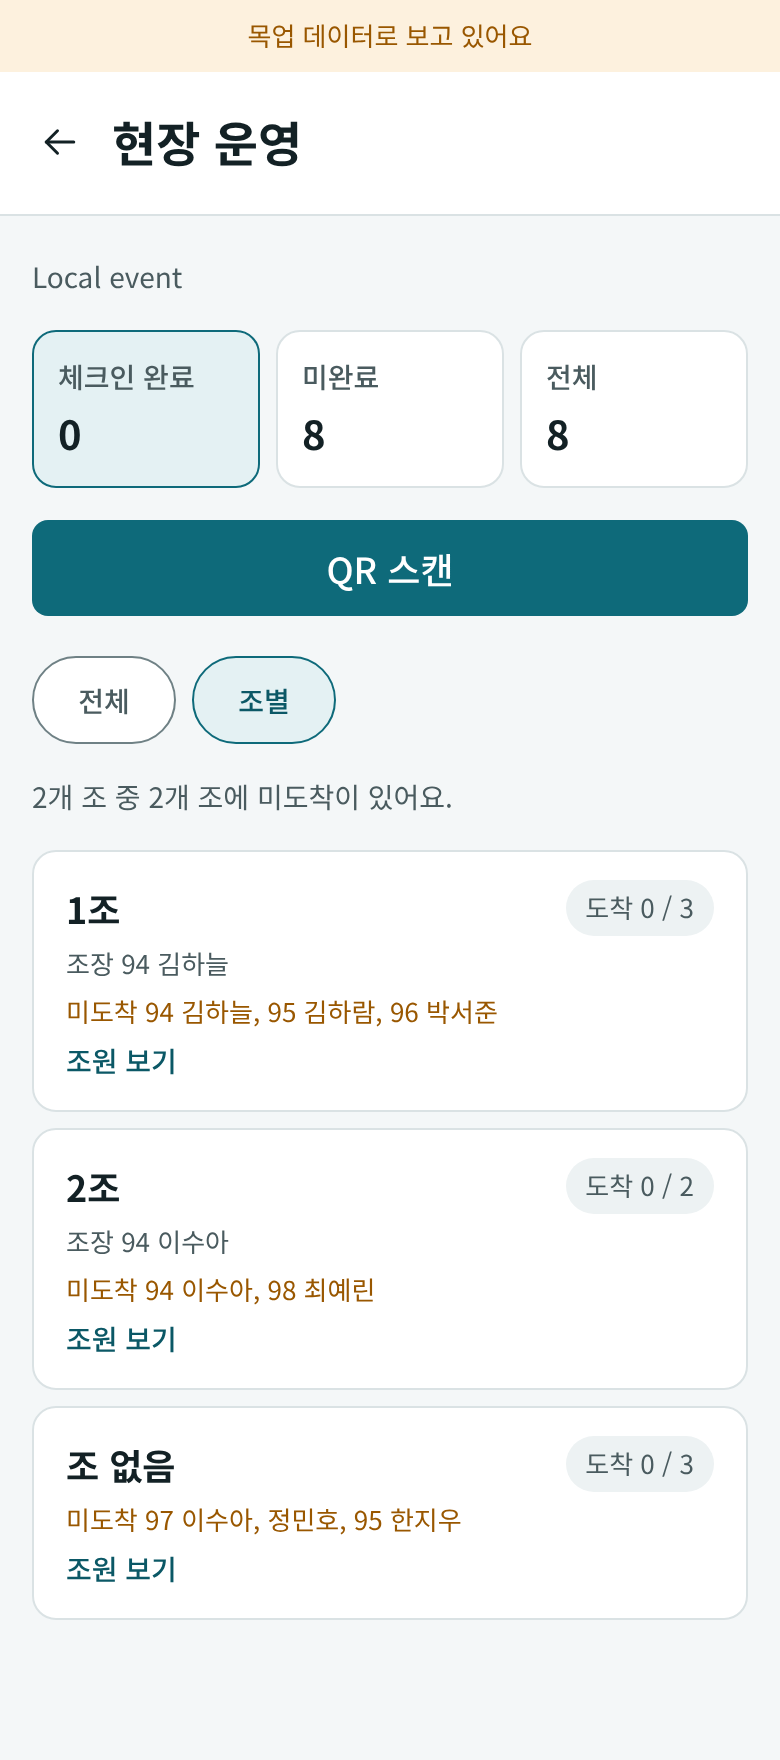 목업 데이터로 보고 있어요
현장 운영
Local event
체크인 완료
0
미완료
8
전체
8
QR 스캔
전체
조별
2개 조 중 2개 조에 미도착이 있어요.
1조
도착 0 / 3
조장 94 김하늘
미도착 94 김하늘, 95 김하람, 96 박서준
조원 보기
2조
도착 0 / 2
조장 94 이수아
미도착 94 이수아, 98 최예린
조원 보기
조 없음
도착 0 / 3
미도착 97 이수아, 정민호, 95 한지우
조원 보기